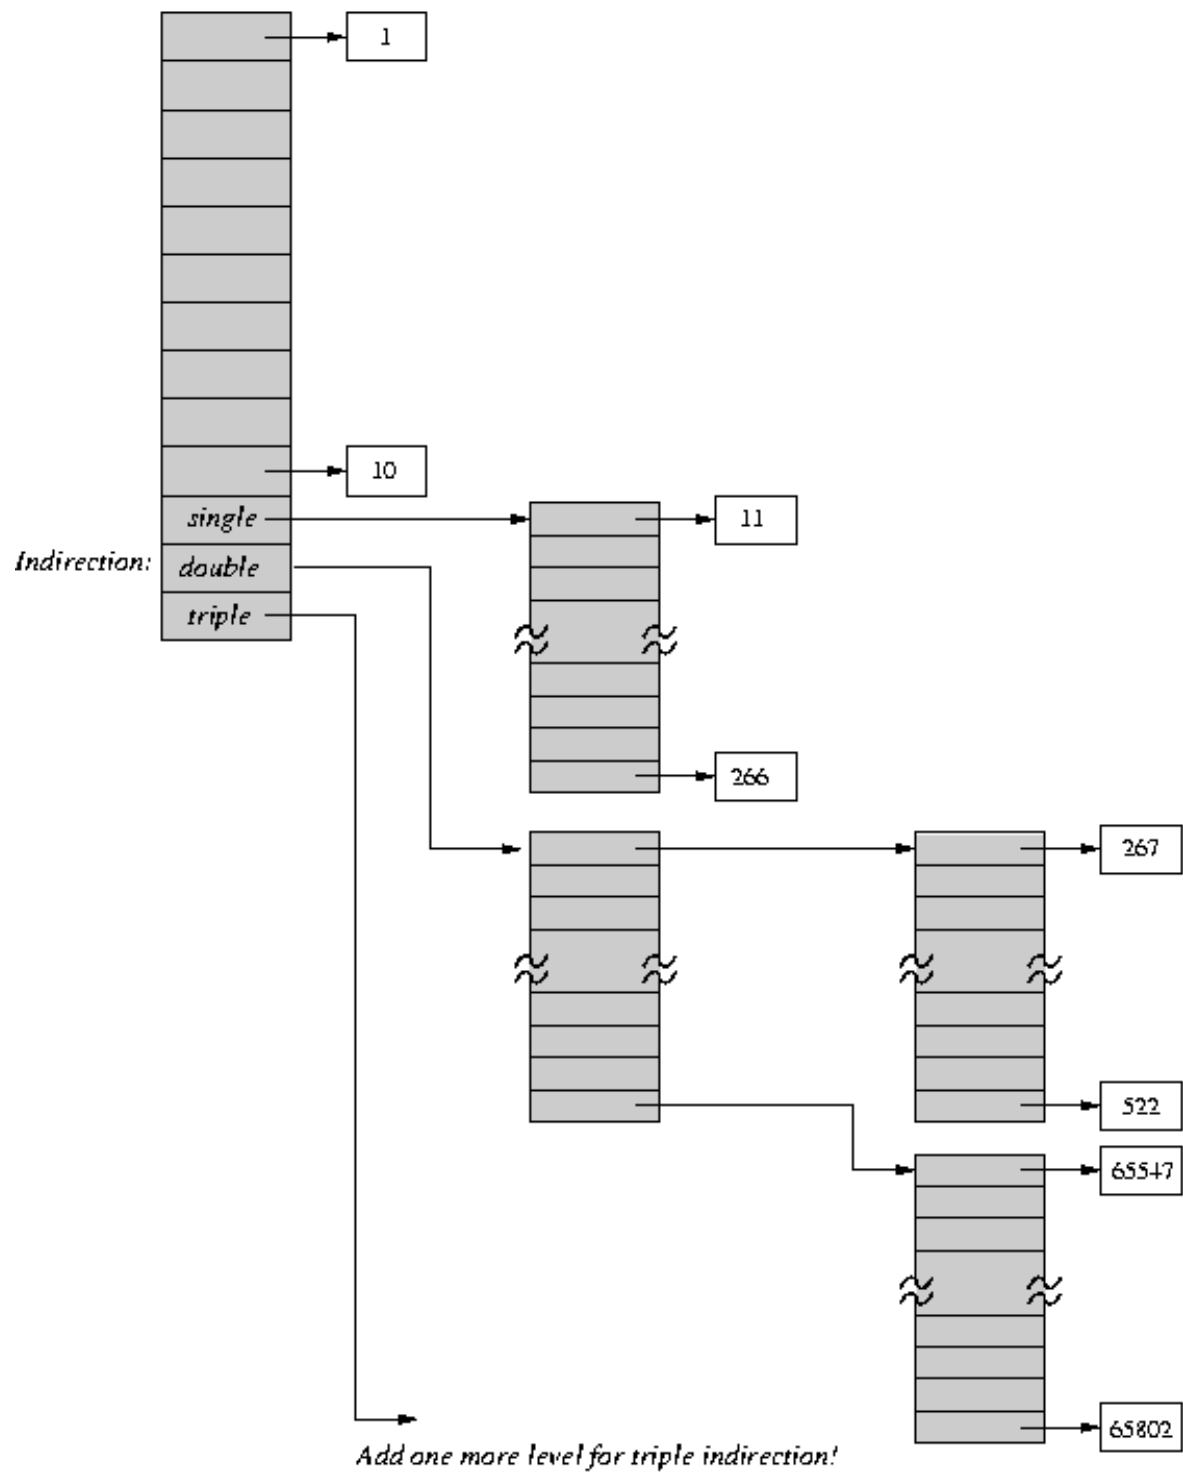 1
10
single
11
Indirection:
double
triple
266
267
522
65547
65802
Add one more level for triple indirection!